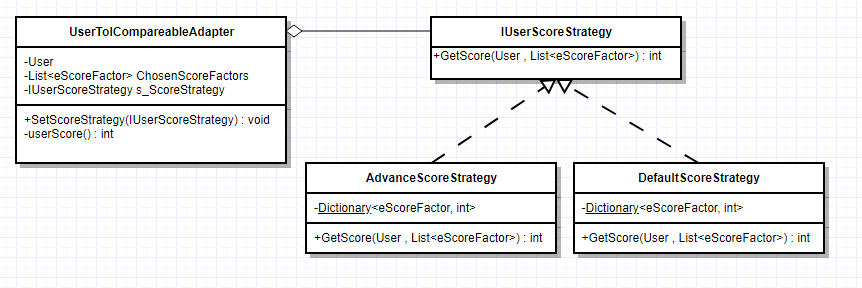 UserToICompareableAdapter
-User
-List<eScoreFactor> ChosenScoreFactors
-IUserScoreStrategy s_ScoreStrategy
+SetScoreStrategy(IUserScoreStrategy) : void
-userScore() : int
IUserScoreStrategy
+GetScore(User , List<eScoreFactor>) : int
AdvanceScoreStrategy
-Dictionary<eScoreFactor, int>
+GetScore(User , List<eScoreFactor>) : int
DefaultScoreStrategy
-Dictionary<eScoreFactor, int>
+GetScore(User , List<eScoreFactor>) : int